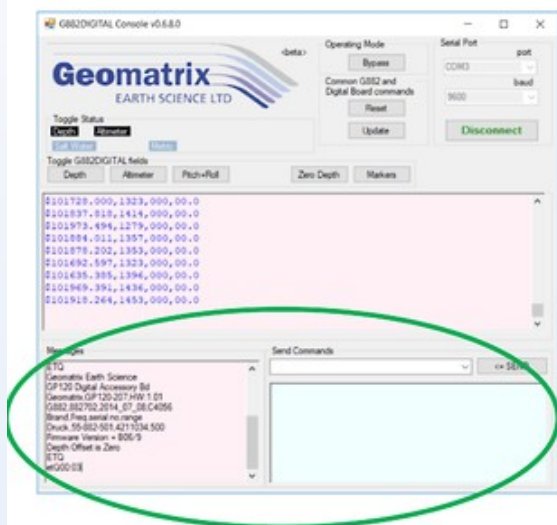 G882DIGITAL Console v0.6.8.0
Geomatrix
EARTH SCIENCE LTD
<beta>
Operating Mode
Bypass
Common G882 and
Digital Board commands
Reset
Update
Serial Port
port
COM3
baud
9600
Disconnect
Toggle Status
Depth Altimeter
Salt Water Metric
Toggle G882DIGITAL fields
Depth Altimeter Pitch+Roll Zero Depth Markers
$101728.000,1323,000,00.0
$101837.818,1414,000,00.0
$101973.494,1279,000,00.0
$101884.011,1357,000,00.0
$101878.202,1353,000,00.0
$101692.597,1323,000,00.0
$101635.385,1396,000,00.0
$101969.391,1436,000,00.0
$101918.264,1453,000,00.0
Messages
ETQ
Geomatrix Earth Science
GP120 Digital Accessory Bd
Geomatrix,GP120-207,HW:1.01
G882,882702,2014_07_08,C4056
Brand,Freq,serial no,range
Druck,55-882-501,4211034,500
Firmware Version = B06/9
Depth Offset is Zero
ETQ
Send Commands
<= SEND